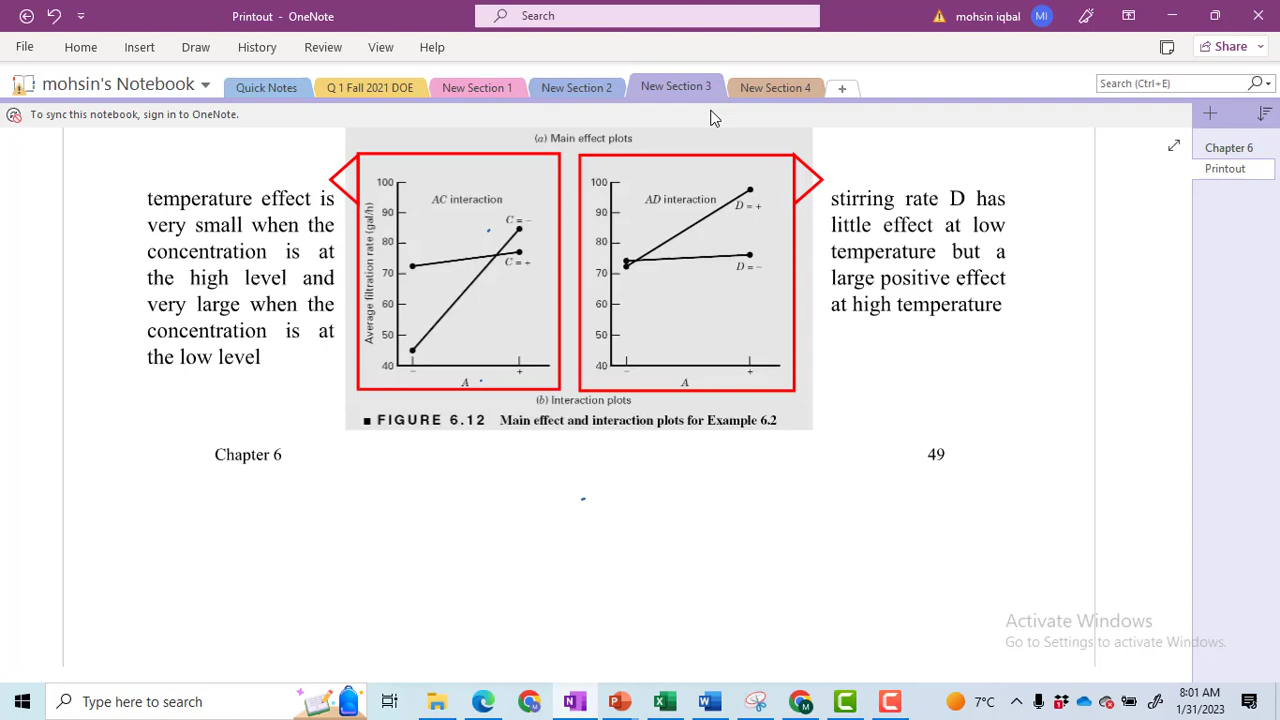 Printout - OneNote
Search
mohsin iqbal
MI
File
Home
Insert
Draw
History
Review
View
Help
Share
mohsin's Notebook
Quick Notes
Q 1 Fall 2021 DOE
New Section 1
New Section 2
New Section 3
New Section 4
+
Search (Ctrl+E)
To sync this notebook, sign in to OneNote.
Chapter 6
Printout
(a) Main effect plots
temperature effect is
very small when the
concentration is at
the high level and
very large when the
concentration is at
the low level
Average filtration rate (gal/h)
100
90
80
70
60
50
40
AC interaction
C = −
C = +
−
+
A
100
90
80
70
60
50
40
AD interaction
D = +
D = −
−
+
A
stirring rate D has
little effect at low
temperature but a
large positive effect
at high temperature
(b) Interaction plots
■ FIGURE 6.12 Main effect and interaction plots for Example 6.2
Chapter 6
49
Activate Windows
Go to Settings to activate Windows.
Type here to search
7°C
8:01 AM
1/31/2023